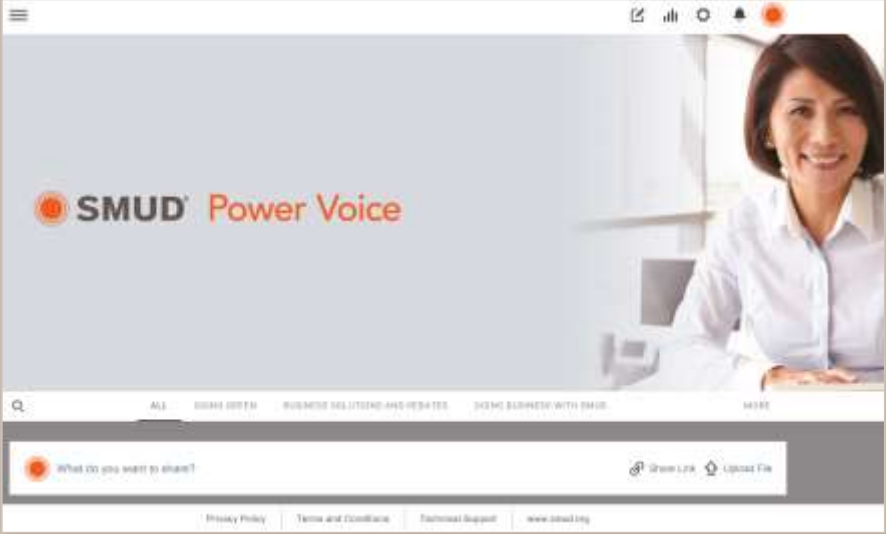 SMUD® Power Voice
ALL GOING GREEN BUSINESS SOLUTIONS AND REBATES DOING BUSINESS WITH SMUD MORE
What do you want to share? Share Link Upload File
Privacy Policy Terms and Conditions Technical Support www.smud.org